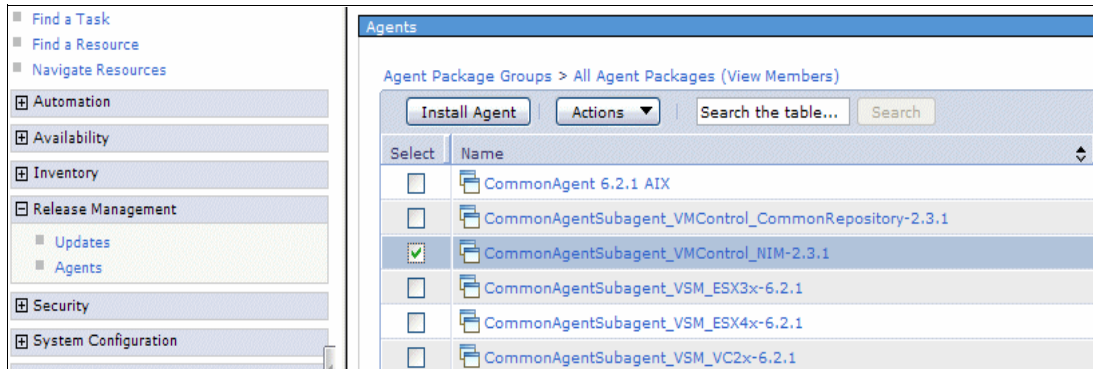 Find a Task
Find a Resource
Navigate Resources
Automation
Availability
Inventory
Release Management
Updates
Agents
Security
System Configuration
Agents
Agent Package Groups > All Agent Packages (View Members)
Install Agent
Actions
Search the table...
Search
Select
Name
CommonAgent 6.2.1 AIX
CommonAgentSubagent_VMControl_CommonRepository-2.3.1
CommonAgentSubagent_VMControl_NIM-2.3.1
CommonAgentSubagent_VSM_ESX3x-6.2.1
CommonAgentSubagent_VSM_ESX4x-6.2.1
CommonAgentSubagent_VSM_VC2x-6.2.1